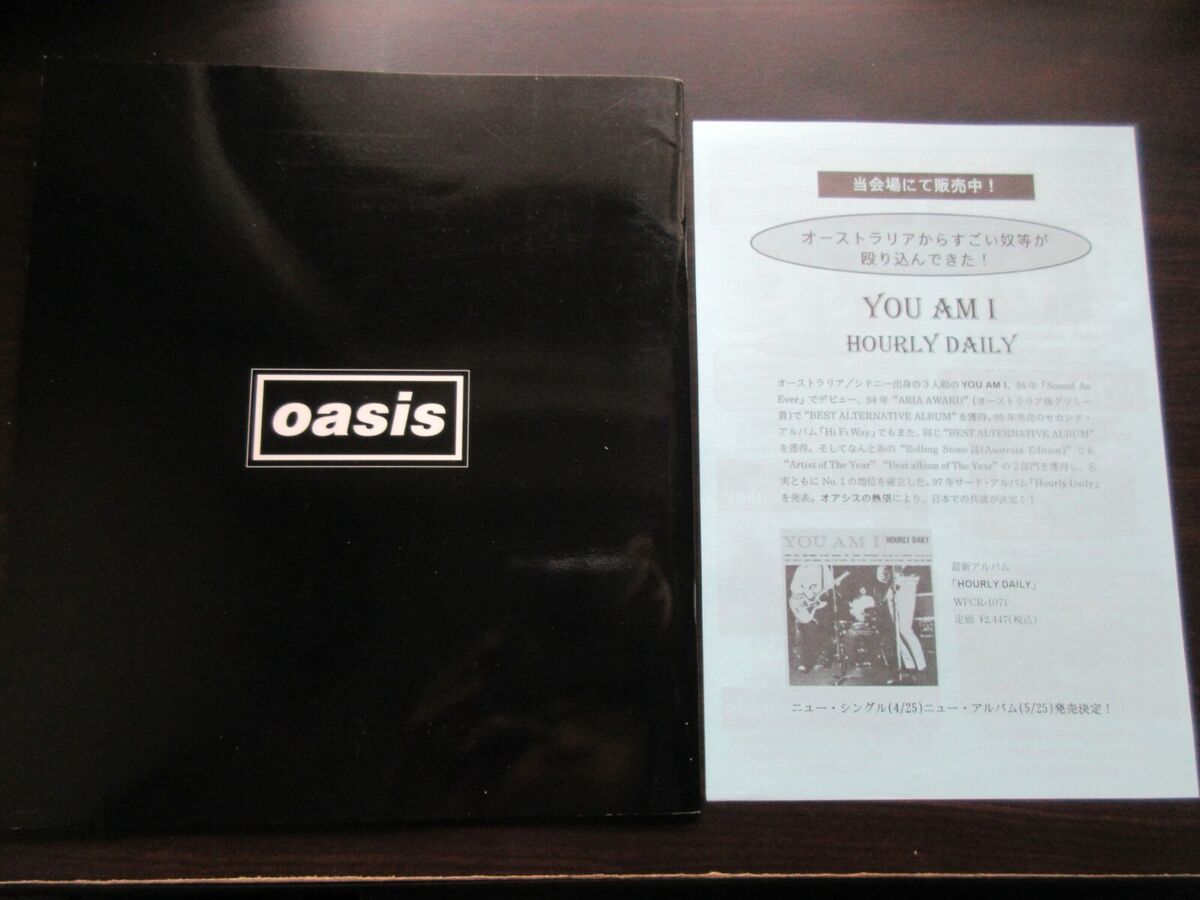 oasis
当会場にて販売中！
オーストラリアからすごい奴等が
殴り込んできた！
YOU AM I
HOURLY DAILY
オーストラリア／シドニー出身の３人組のYOU AM I. 94年「Sound As
Ever」でデビュー、94年“ARIA AWARD”(オーストラリア版グラミー
賞)で“BEST ALTERNATIVE ALBUM”を獲得。95年発売のセカンド・
アルバム「Hi Fi Way」でもまた、同じ“BEST ALTERNATIVE ALBUM”
を獲得。そしてなんとあの“Rolling Stone誌(Austraix Edition)”でも
“Artist of The Year”“Best album of The Year”の２部門を獲得し、名
実ともに No.1の地位を確立した。97年サード・アルバム「Hourly Daily」
を発表。オアシスの熱望により、日本での共演が決定！！
YOU AM I HOURLY DAILY
最新アルバム
「HOURLY DAILY」
WPCR-1071
定価 ¥2,447(税込)
ニュー・シングル(4/25)ニュー・アルバム(5/25)発売決定！